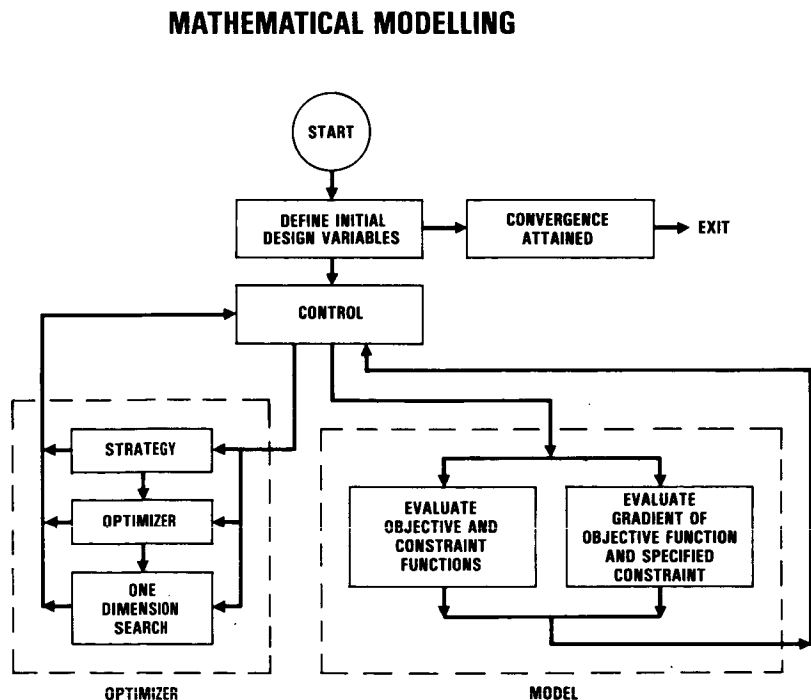 MATHEMATICAL MODELLING
START
DEFINE INITIAL
DESIGN VARIABLES
CONVERGENCE
ATTAINED
EXIT
CONTROL
STRATEGY
OPTIMIZER
ONE
DIMENSION
SEARCH
EVALUATE
OBJECTIVE AND
CONSTRAINT
FUNCTIONS
EVALUATE
GRADIENT OF
OBJECTIVE FUNCTION
AND SPECIFIED
CONSTRAINT
OPTIMIZER
MODEL